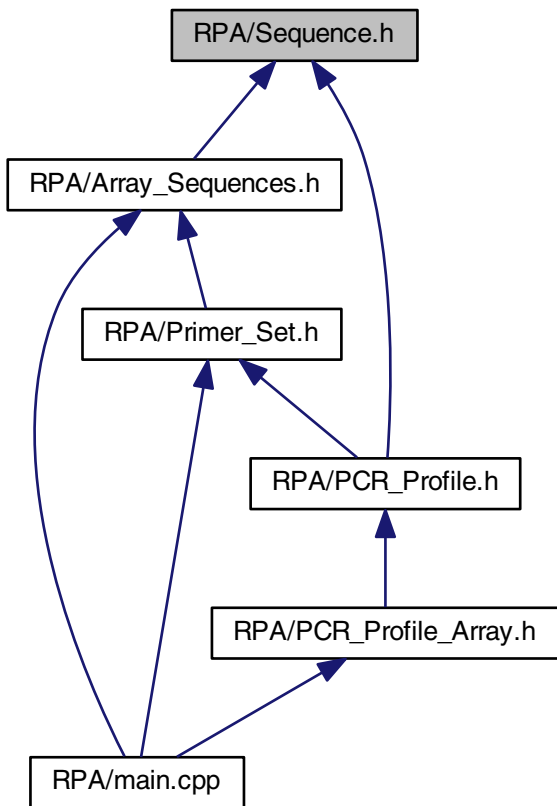 RPA/Sequence.h
RPA/Array_Sequences.h
RPA/Primer_Set.h
RPA/PCR_Profile.h
RPA/PCR_Profile_Array.h
RPA/main.cpp